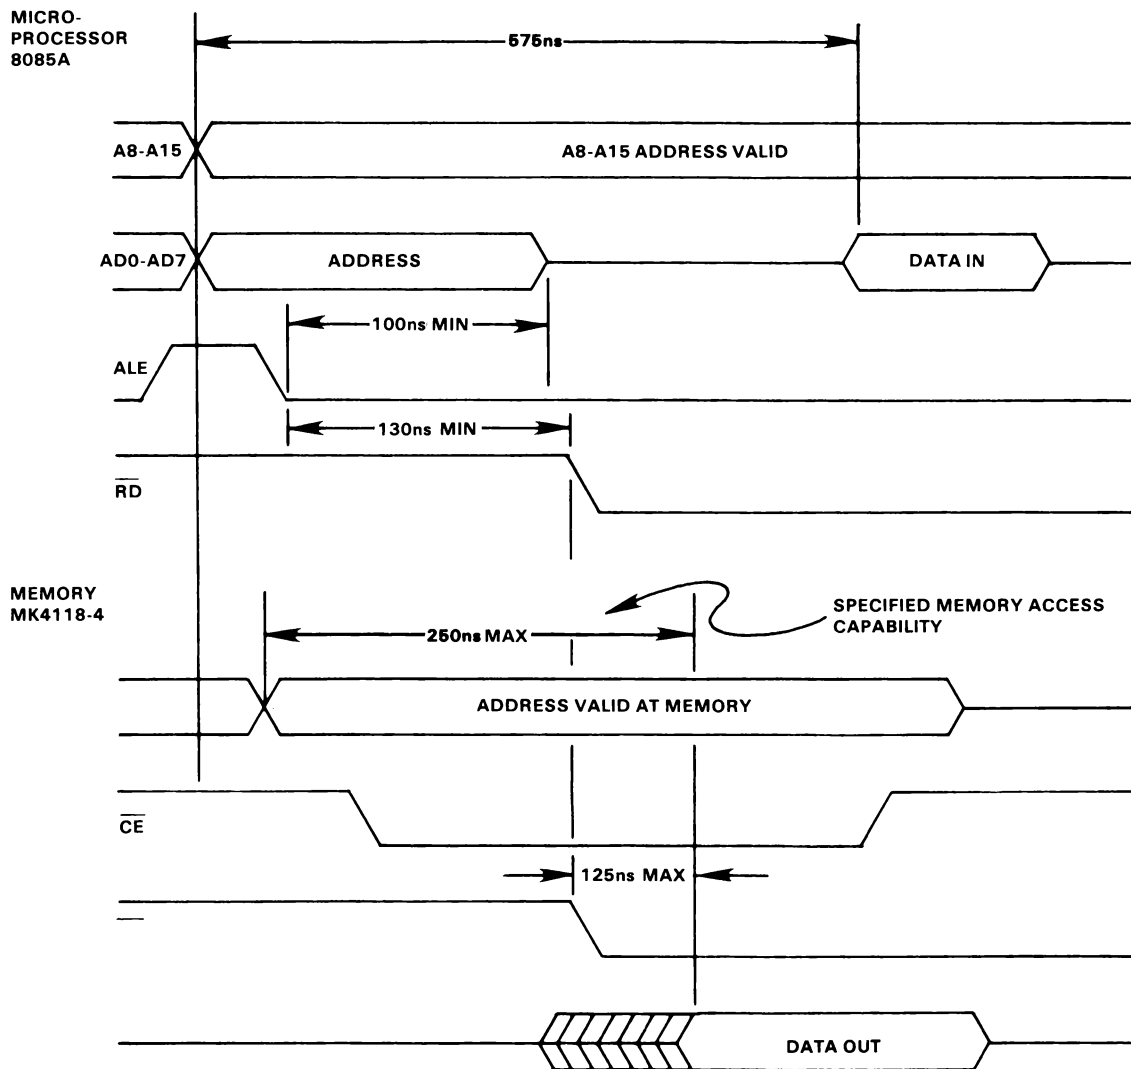 MICRO-
PROCESSOR
8085A
575ns
A8-A15
A8-A15 ADDRESS VALID
AD0-AD7
ADDRESS
DATA IN
100ns MIN
ALE
130ns MIN
RD
MEMORY
MK4118-4
SPECIFIED MEMORY ACCESS
CAPABILITY
250ns MAX
ADDRESS VALID AT MEMORY
CE
125ns MAX
DATA OUT